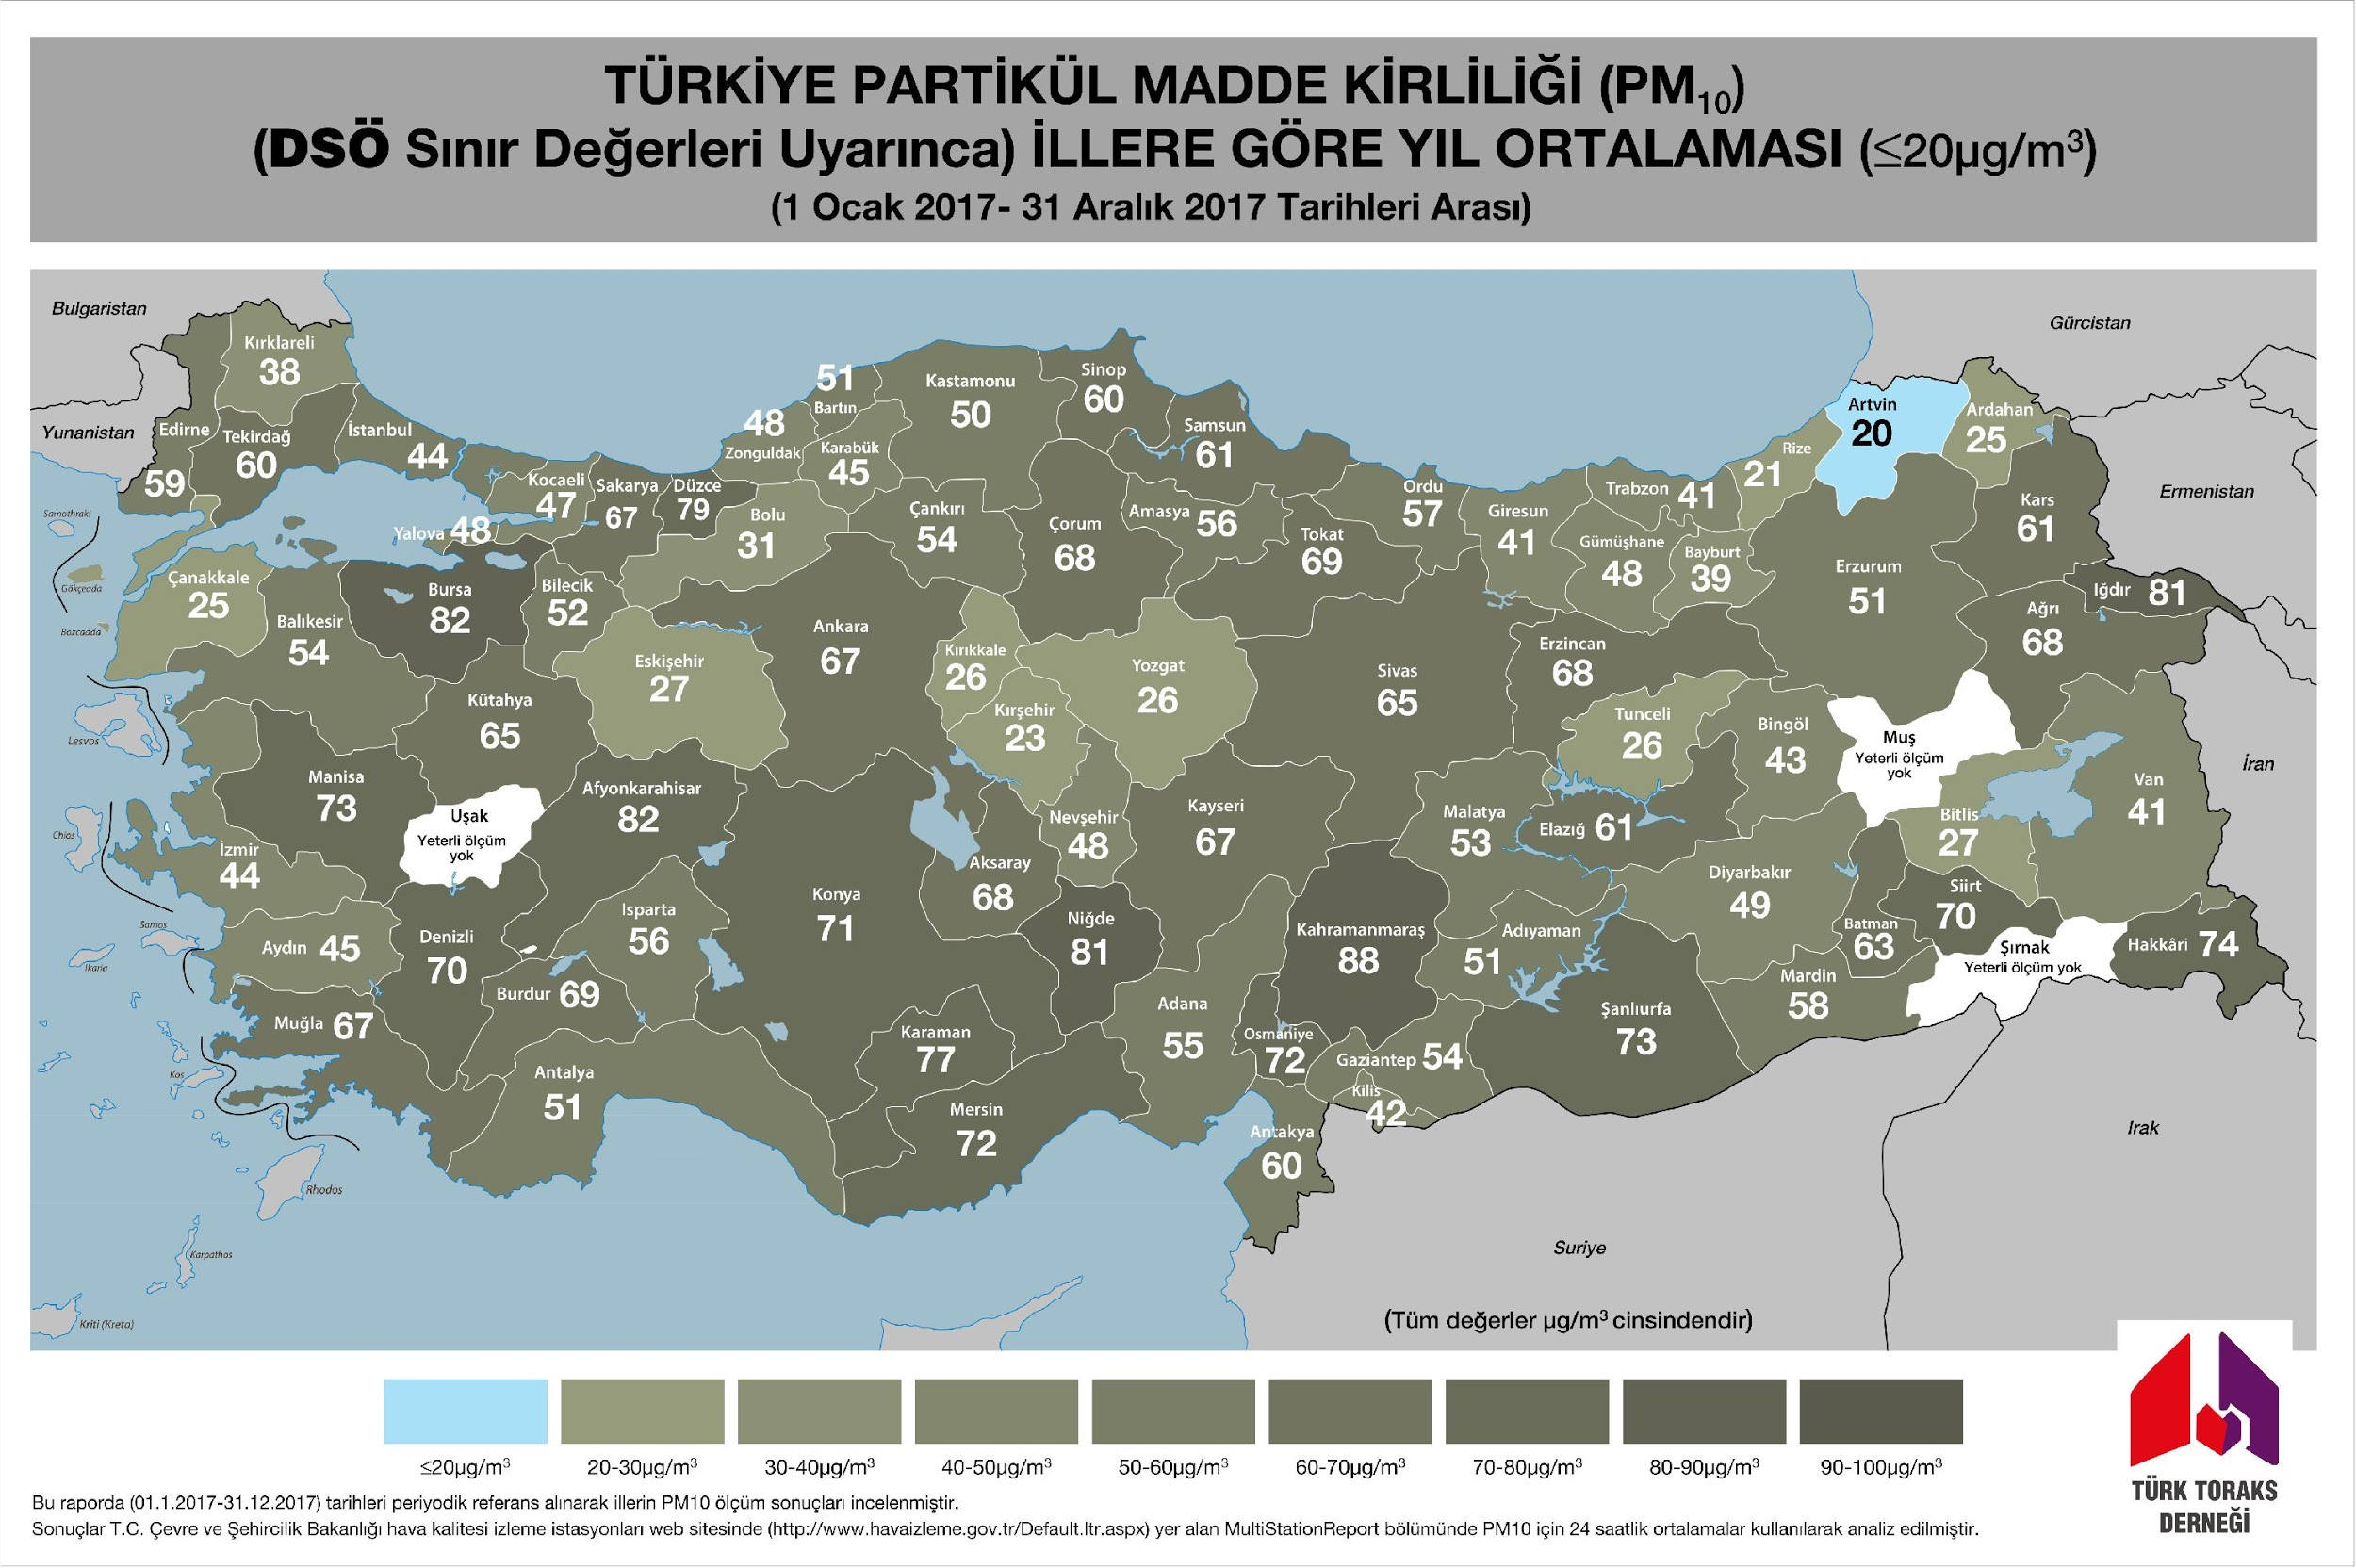 TÜRKİYE PARTİKÜL MADDE KİRLİLİĞİ (PM₁₀)
(DSÖ Sınır Değerleri Uyarınca) İLLERE GÖRE YIL ORTALAMASI (≤20µg/m³)
(1 Ocak 2017- 31 Aralık 2017 Tarihleri Arası)
Bulgaristan
Gürcistan
Yunanistan
Ermenistan
İran
Irak
Suriye
Samothraki
Gökçeada
Bozcaada
Lesvos
Chios
Samos
Ikaria
Kos
Rhodos
Karpathos
Kriti (Kreta)
Kırklareli
38
Edirne
59
Tekirdağ
60
İstanbul
44
Kocaeli
47
Yalova 48
Sakarya
67
Düzce
79
Bolu
31
48
Zonguldak
51
Bartın
Karabük
45
Kastamonu
50
Sinop
60
Samsun
61
Çankırı
54
Çorum
68
Amasya 56
Tokat
69
Ordu
57
Giresun
41
Trabzon 41
Gümüşhane
48
Bayburt
39
Rize
21
Artvin
20
Ardahan
25
Kars
61
Erzurum
51
Iğdır 81
Ağrı
68
Çanakkale
25
Balıkesir
54
Bursa
82
Bilecik
52
Eskişehir
27
Ankara
67
Kırıkkale
26
Kırşehir
23
Yozgat
26
Sivas
65
Erzincan
68
Tunceli
26
Bingöl
43
Muş
Yeterli ölçüm
yok
Bitlis
27
Van
41
Kütahya
65
Manisa
73
Uşak
Yeterli ölçüm
yok
Afyonkarahisar
82
İzmir
44
Aydın 45
Denizli
70
Muğla 67
Burdur 69
Isparta
56
Antalya
51
Konya
71
Aksaray
68
Nevşehir
48
Niğde
81
Kayseri
67
Karaman
77
Mersin
72
Adana
55
Osmaniye
72
Kahramanmaraş
88
Malatya
53
Elazığ 61
Adıyaman
51
Gaziantep 54
Kilis
42
Antakya
60
Şanlıurfa
73
Diyarbakır
49
Mardin
58
Batman
63
Siirt
70
Şırnak
Yeterli ölçüm yok
Hakkâri 74
(Tüm değerler µg/m³ cinsindendir)
≤20µg/m³
20-30µg/m³
30-40µg/m³
40-50µg/m³
50-60µg/m³
60-70µg/m³
70-80µg/m³
80-90µg/m³
90-100µg/m³
TÜRK TORAKS
DERNEĞİ
Bu raporda (01.1.2017-31.12.2017) tarihleri periyodik referans alınarak illerin PM10 ölçüm sonuçları incelenmiştir.
Sonuçlar T.C. Çevre ve Şehircilik Bakanlığı hava kalitesi izleme istasyonları web sitesinde (http://www.havaizleme.gov.tr/Default.ltr.aspx) yer alan MultiStationReport bölümünde PM10 için 24 saatlik ortalamalar kullanılarak analiz edilmiştir.